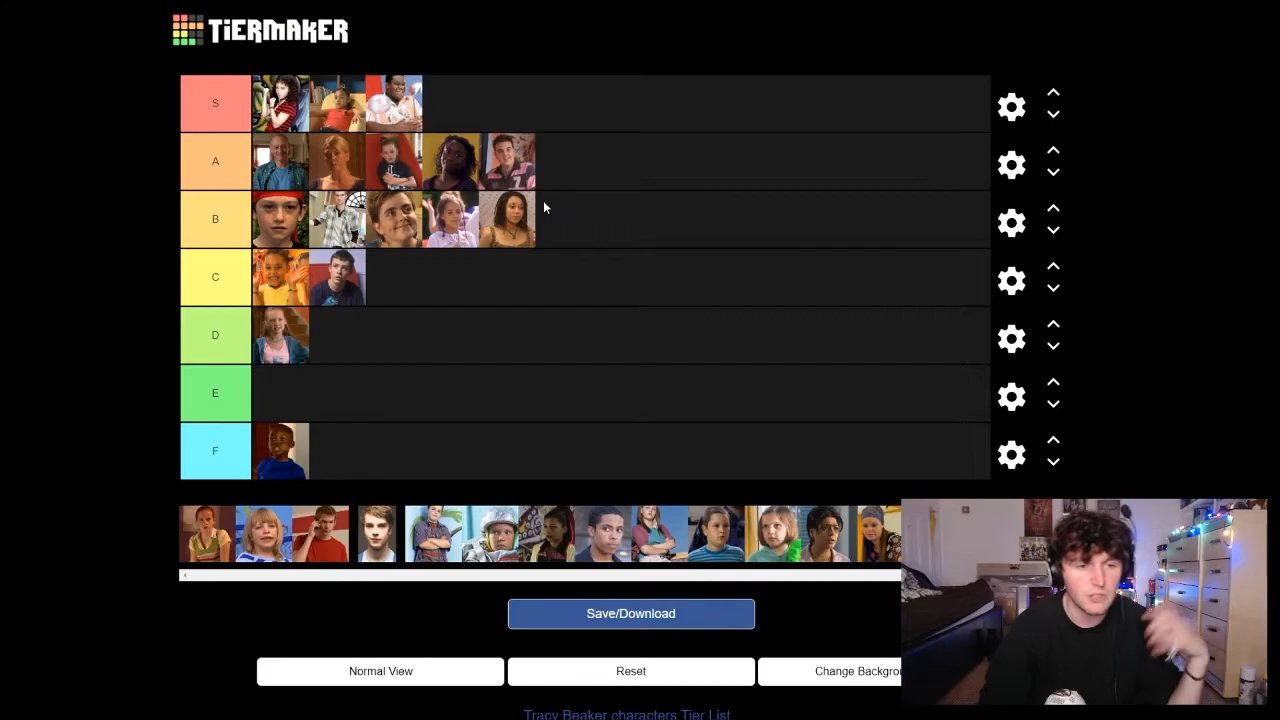 TIERMAKER
S
A
B
C
D
E
F
Save/Download
Normal View
Reset
Change Backgro
Tracy Beaker characters Tier List